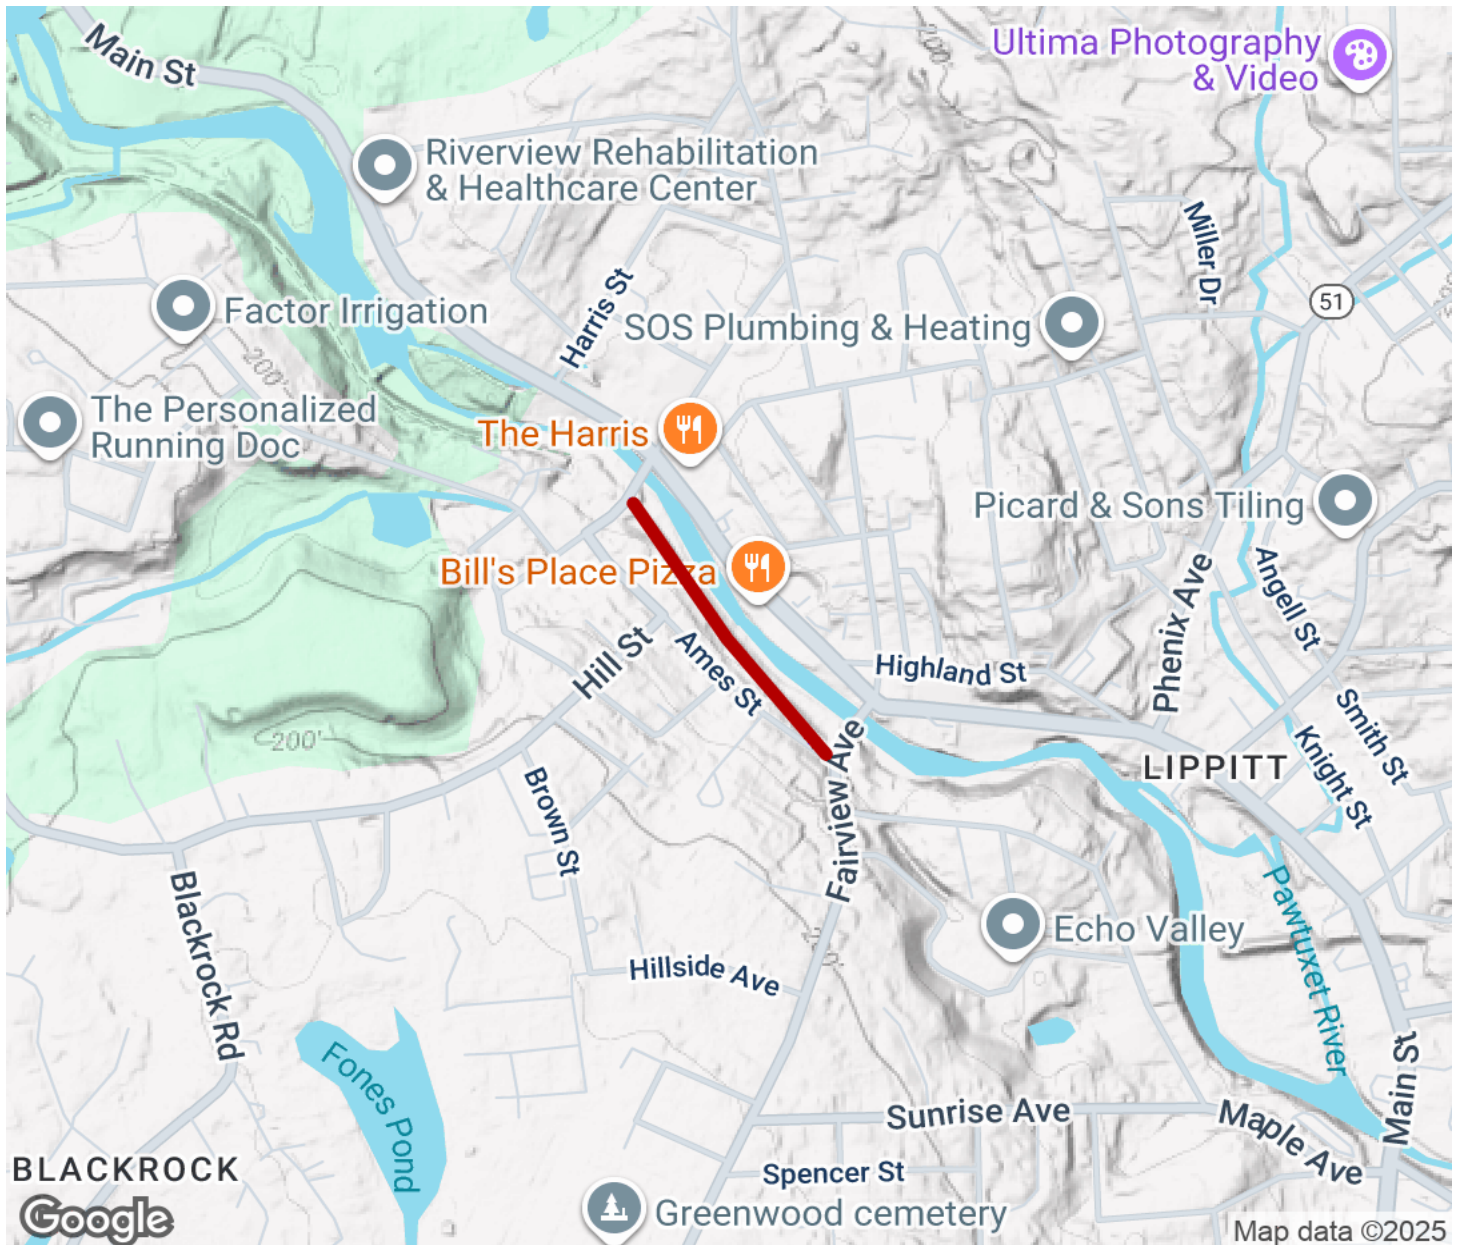 Main St
Ultima Photography
& Video
Riverview Rehabilitation
& Healthcare Center
Miller Dr
Harris St
51
Factor Irrigation
SOS Plumbing & Heating
200'
The Personalized
Running Doc
The Harris
Picard & Sons Tiling
Bill's Place Pizza
Angell St
Phenix Ave
Hill St
Ames St
Highland St
Smith St
200'
Fairview Ave
LIPPITT
Knight St
Brown St
Blackrock Rd
Pawtuxet River
Echo Valley
Hillside Ave
Fones Pond
Main St
Sunrise Ave
Maple Ave
BLACKROCK
Spencer St
Greenwood cemetery
Google
Map data ©2025